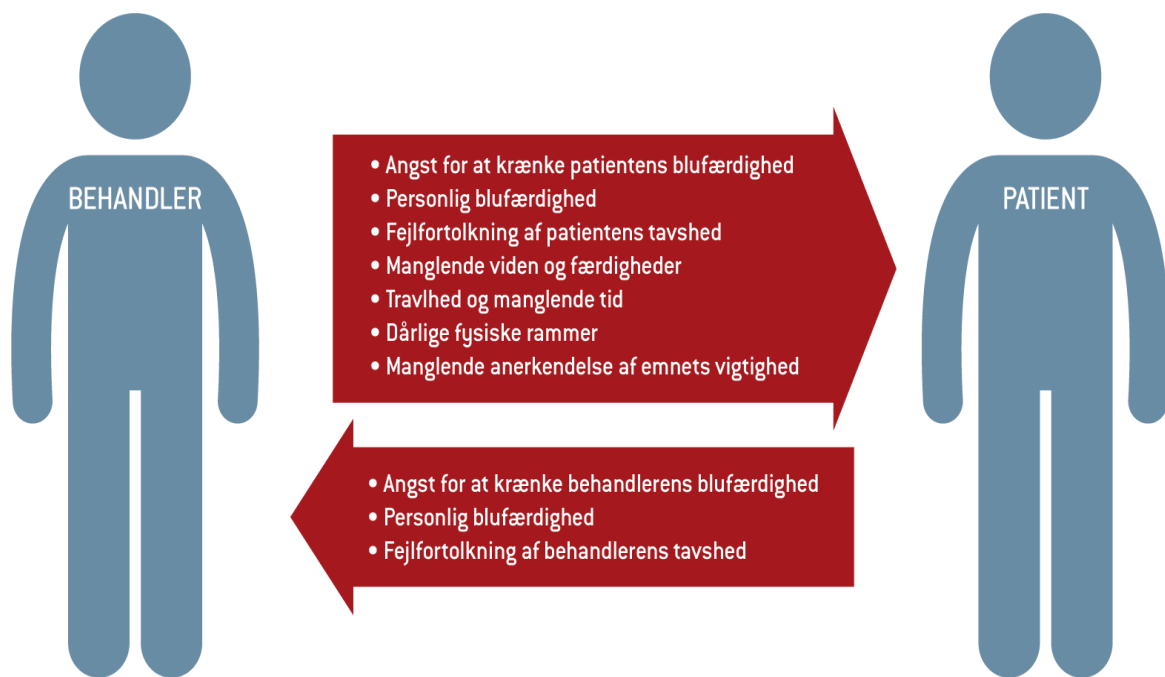 BEHANDLER
• Angst for at krænke patientens blufærdighed
• Personlig blufærdighed
• Fejlfortolkning af patientens tavshed
• Manglende viden og færdigheder
• Travlhed og manglende tid
• Dårlige fysiske rammer
• Manglende anerkendelse af emnets vigtighed
PATIENT
• Angst for at krænke behandlerens blufærdighed
• Personlig blufærdighed
• Fejlfortolkning af behandlerens tavshed